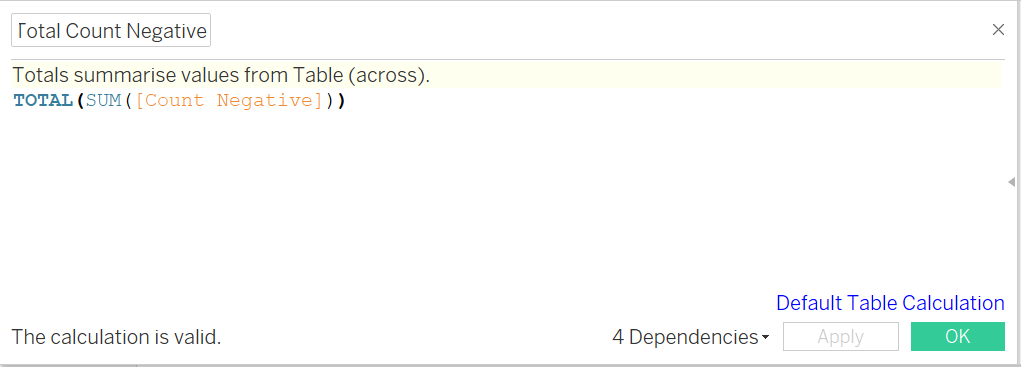 Total Count Negative
Totals summarise values from Table (across).
TOTAL(SUM([Count Negative]))
Default Table Calculation
The calculation is valid. 4 Dependencies Apply OK